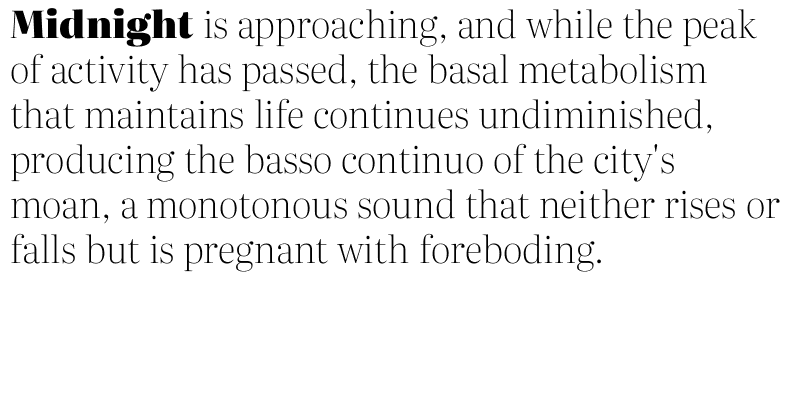 Midnight is approaching, and while the peak
of activity has passed, the basal metabolism
that maintains life continues undiminished,
producing the basso continuo of the city's
moan, a monotonous sound that neither rises or
falls but is pregnant with foreboding.